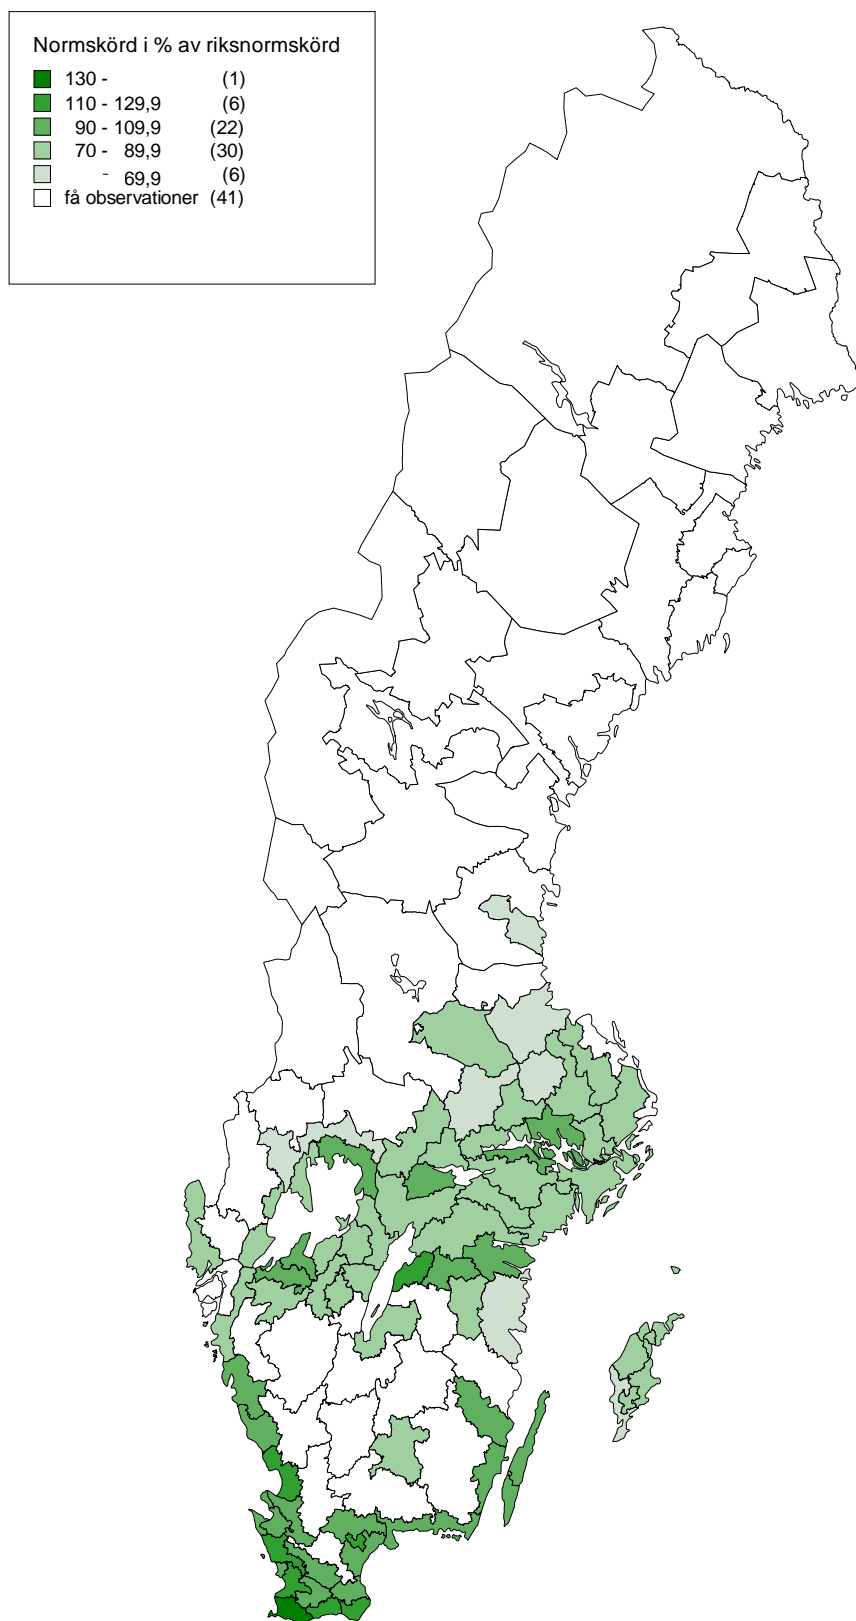 Normskörd i % av riksnormskörd
130 - (1)
110 - 129,9 (6)
90 - 109,9 (22)
70 - 89,9 (30)
- 69,9 (6)
få observationer (41)